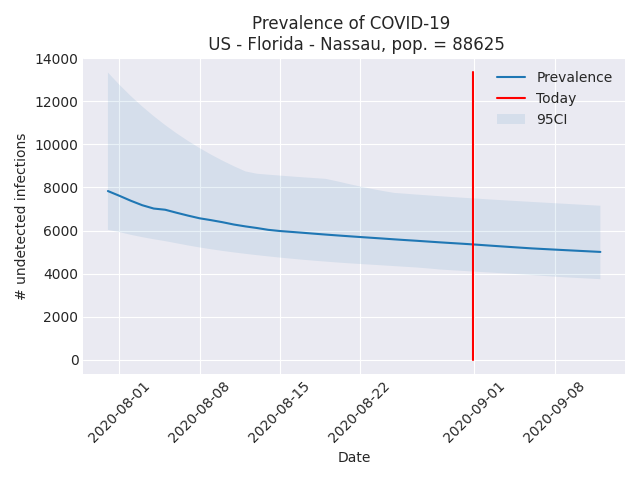 Prevalence of COVID-19
US - Florida - Nassau, pop. = 88625
14000
12000
10000
8000
6000
4000
2000
0
# undetected infections
Prevalence
Today
95CI
2020-08-01
2020-08-08
2020-08-15
2020-08-22
2020-09-01
2020-09-08
Date